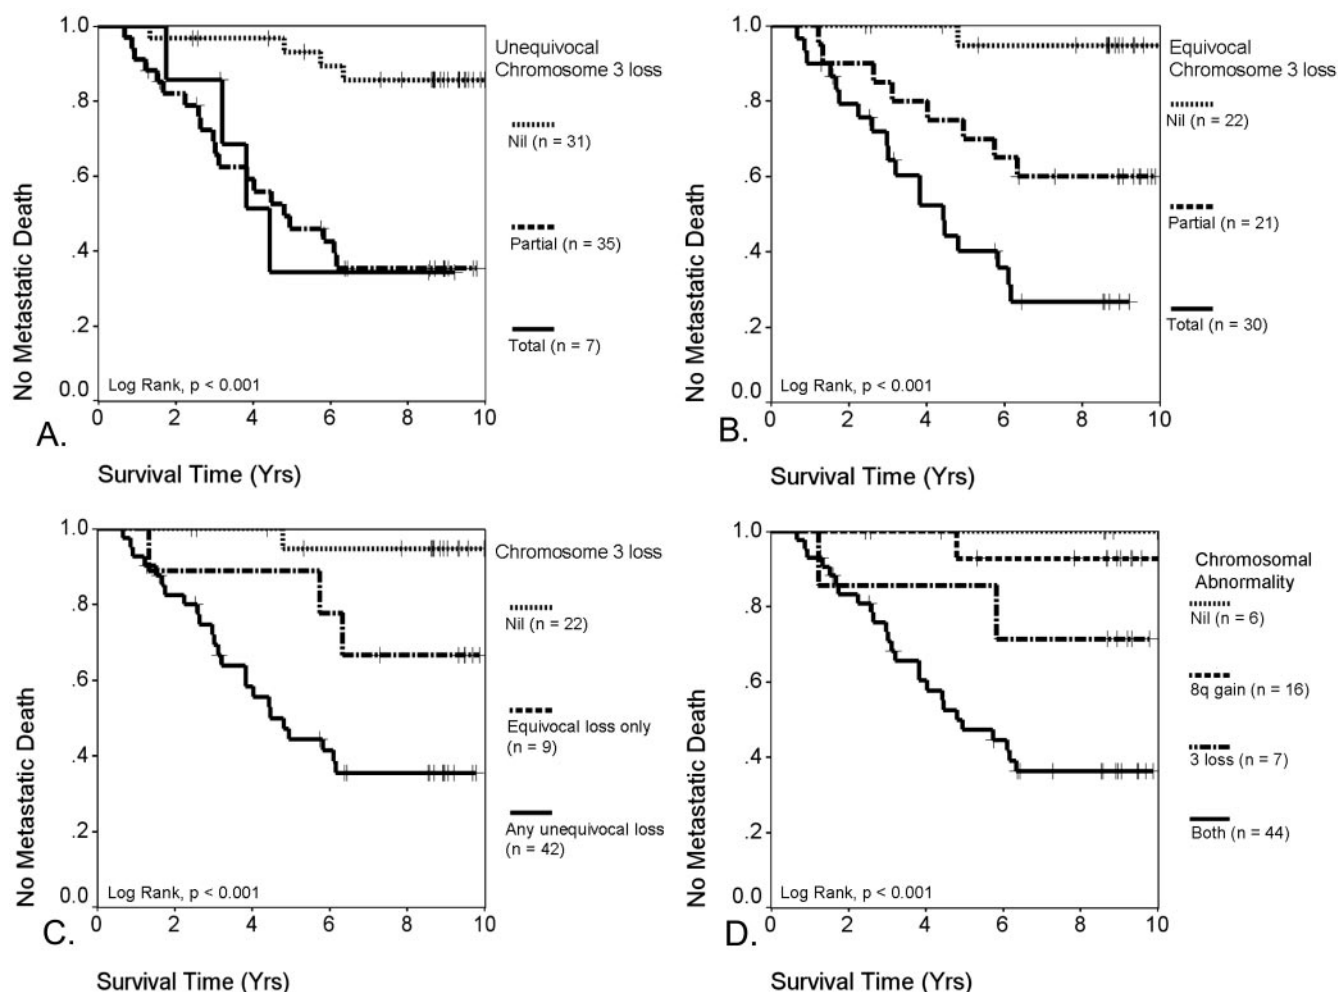 1.0
.8
.6
.4
.2
0.0
No Metastatic Death
Log Rank, p < 0.001
0 2 4 6 8 10
A.
Survival Time (Yrs)
Unequivocal
Chromosome 3 loss
Nil (n = 31)
Partial (n = 35)
Total (n = 7)
1.0
.8
.6
.4
.2
0.0
No Metastatic Death
Log Rank, p < 0.001
0 2 4 6 8 10
B.
Survival Time (Yrs)
Equivocal
Chromosome 3 loss
Nil (n = 22)
Partial (n = 21)
Total (n = 30)
1.0
.8
.6
.4
.2
0.0
No Metastatic Death
Log Rank, p < 0.001
0 2 4 6 8 10
C.
Survival Time (Yrs)
Chromosome 3 loss
Nil (n = 22)
Equivocal loss only
(n = 9)
Any unequivocal loss
(n = 42)
1.0
.8
.6
.4
.2
0.0
No Metastatic Death
Log Rank, p < 0.001
0 2 4 6 8 10
D.
Survival Time (Yrs)
Chromosomal
Abnormality
Nil (n = 6)
8q gain (n = 16)
3 loss (n = 7)
Both (n = 44)